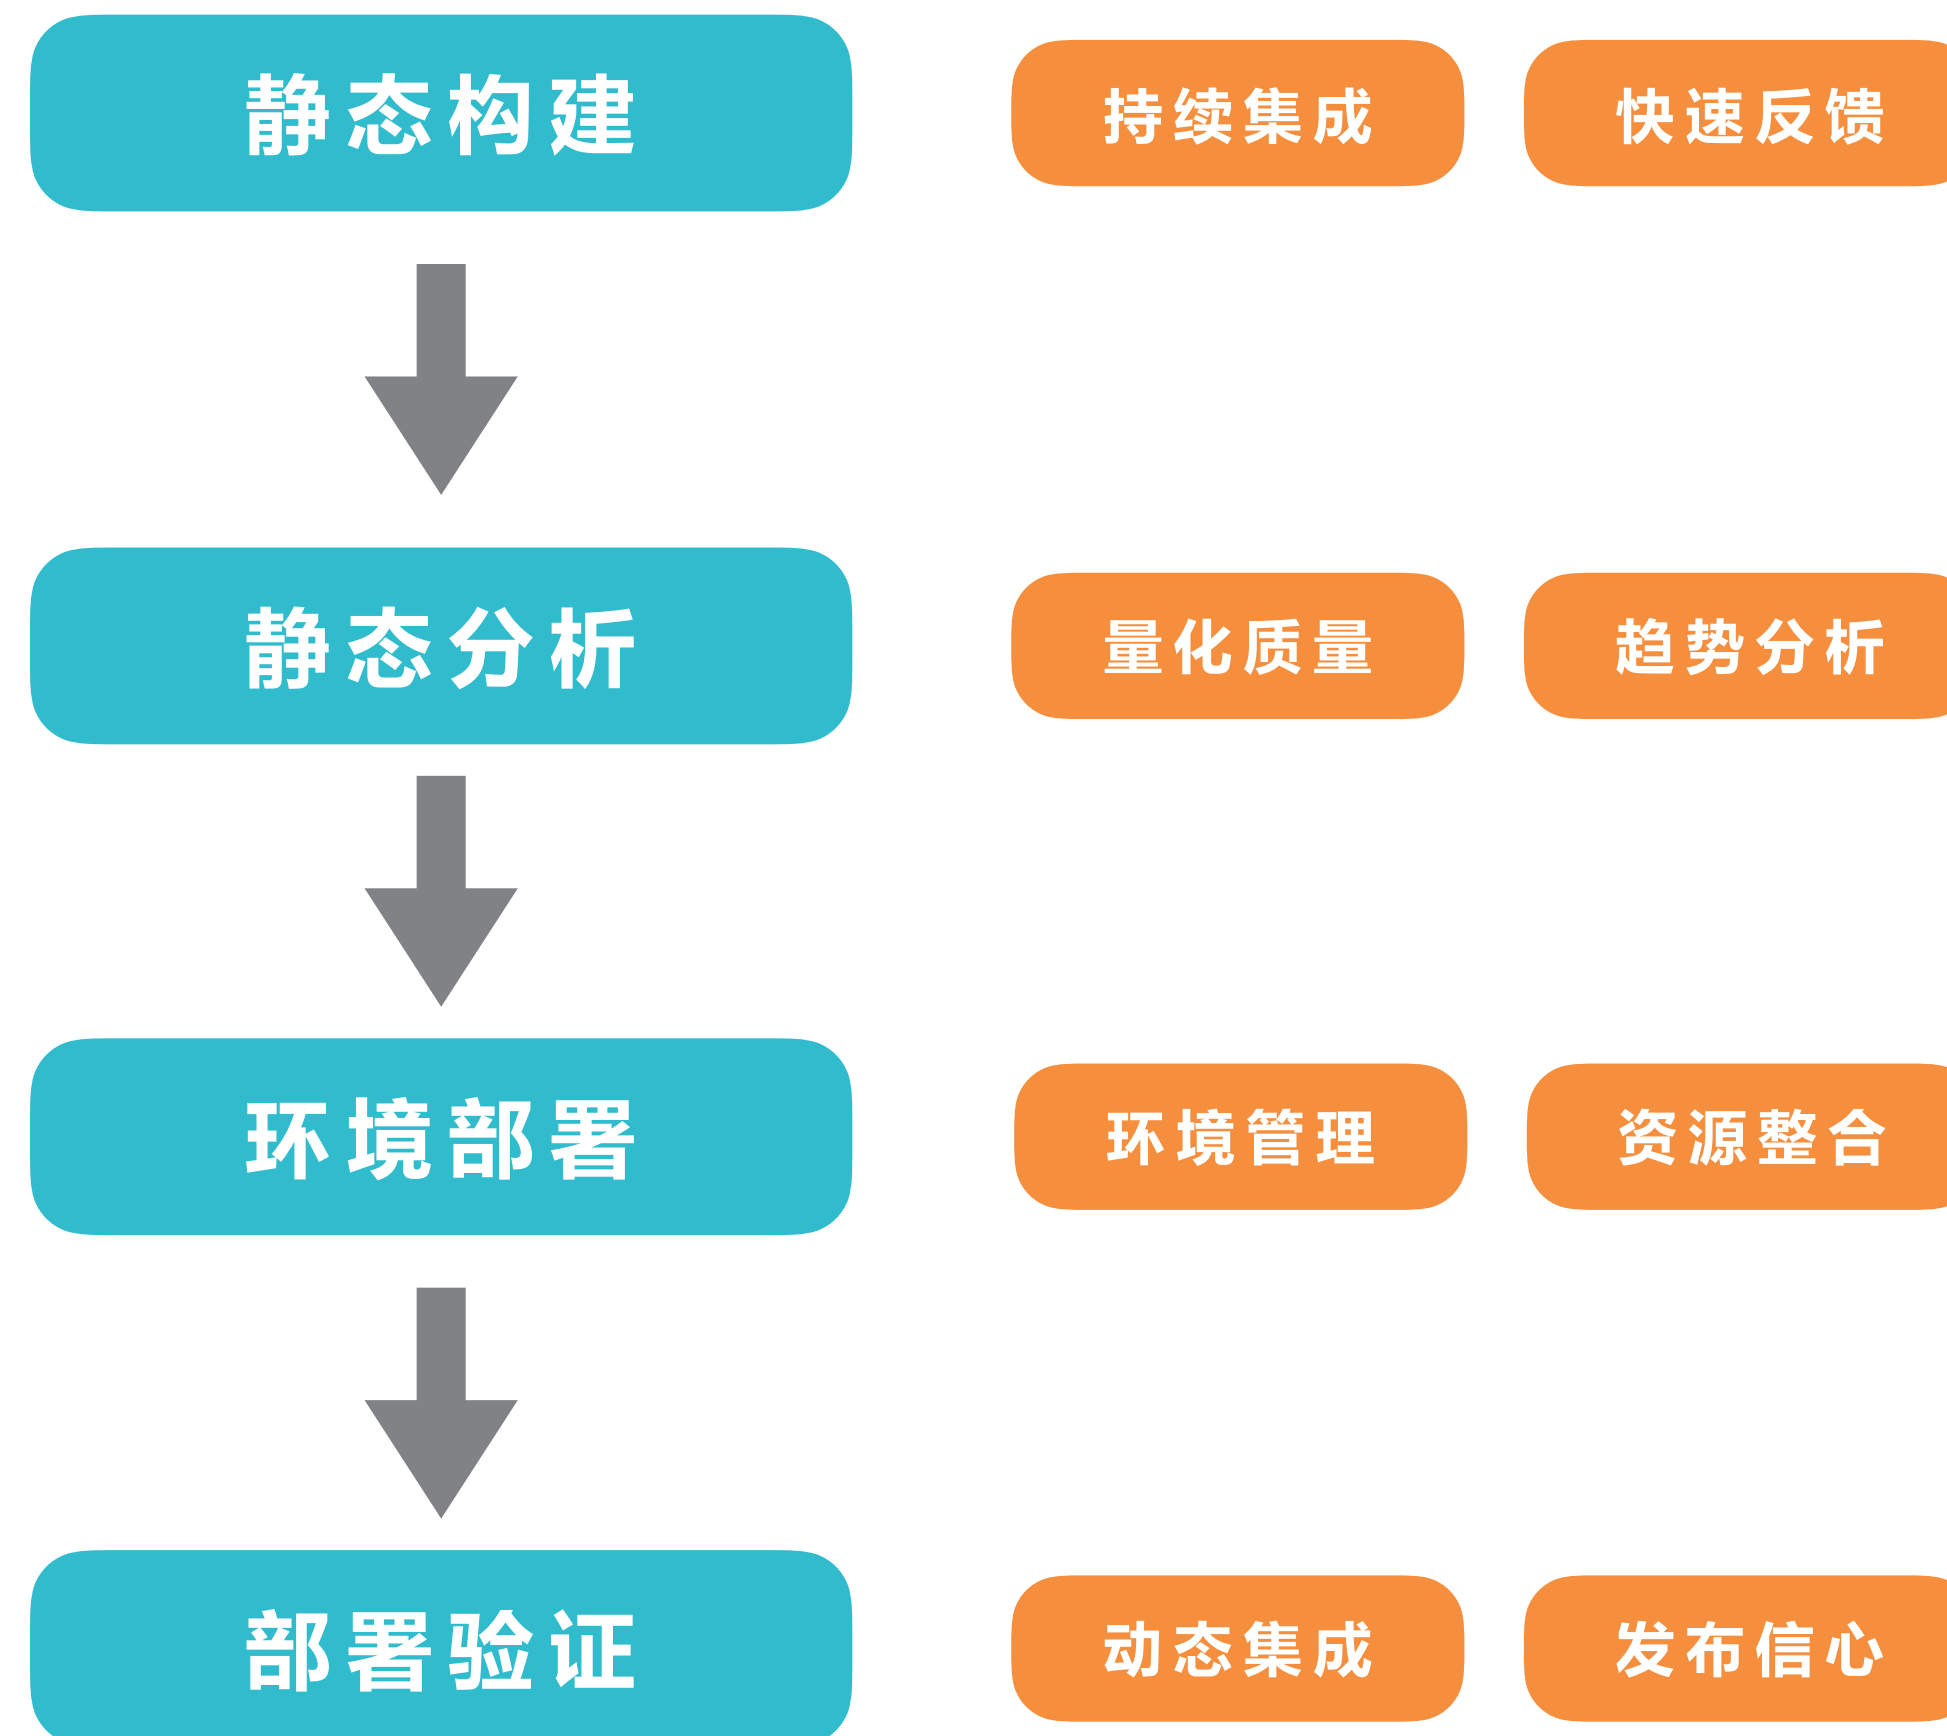 静态构建
持续集成
快速反馈
静态分析
量化质量
趋势分析
环境部署
环境管理
资源整合
部署验证
动态集成
发布信心